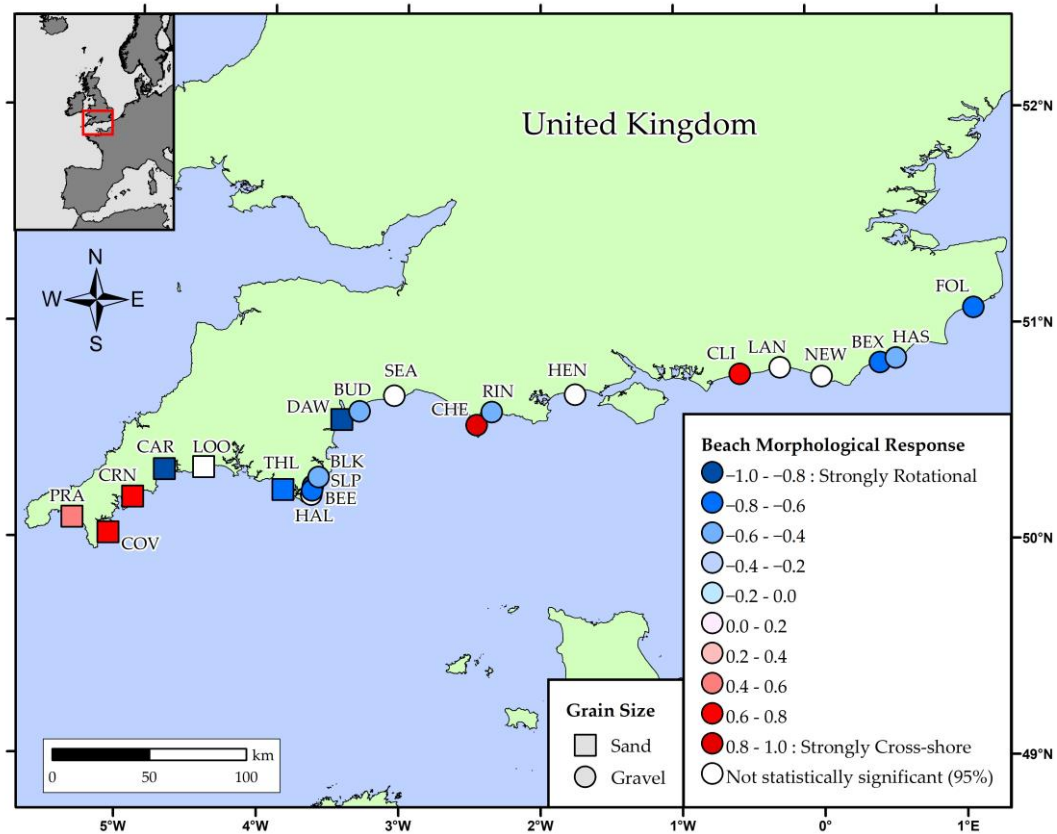 United Kingdom
52°N
51°N
50°N
49°N
N
W
E
S
FOL
HAS
BEX
NEW
LAN
CLI
HEN
RIN
CHE
SEA
BUD
DAW
BLK
SLP
BEE
HAL
THL
LOO
CAR
CRN
PRA
COV
Beach Morphological Response
−1.0 - −0.8 : Strongly Rotational
−0.8 - −0.6
−0.6 - −0.4
−0.4 - −0.2
−0.2 - 0.0
0.0 - 0.2
0.2 - 0.4
0.4 - 0.6
0.6 - 0.8
0.8 - 1.0 : Strongly Cross-shore
Not statistically significant (95%)
Grain Size
Sand
Gravel
km
0 50 100
5°W 4°W 3°W 2°W 1°W 0° 1°E